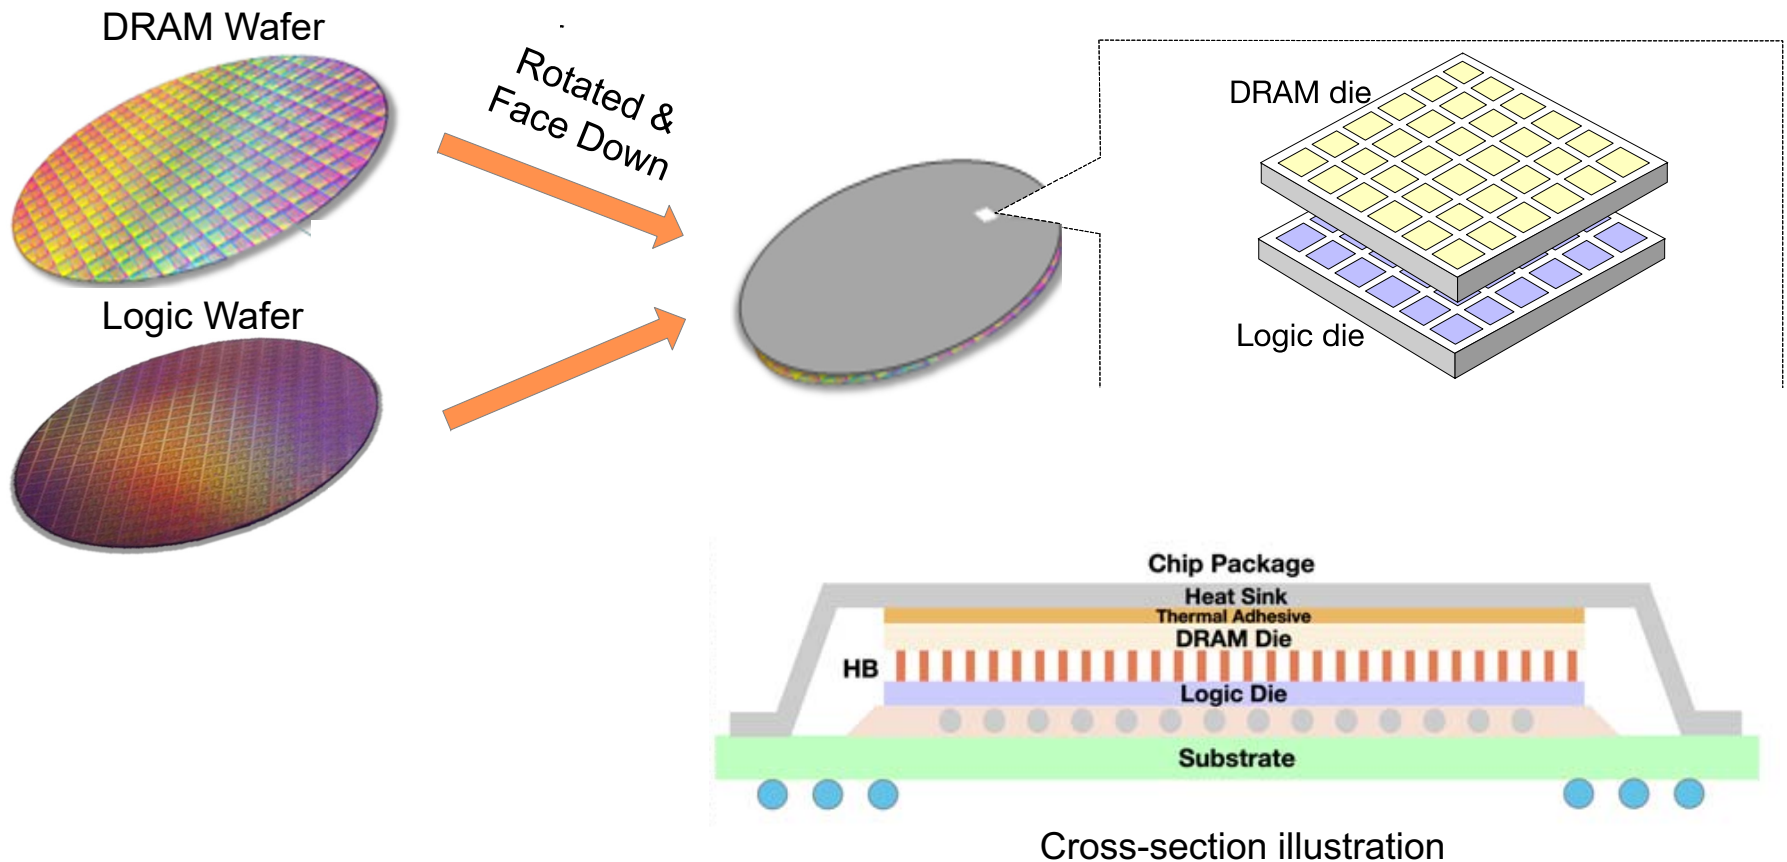 DRAM Wafer
Rotated &
Face Down
DRAM die
Logic Wafer
Logic die
Chip Package
Heat Sink
Thermal Adhesive
DRAM Die
HB
Logic Die
Substrate
Cross-section illustration